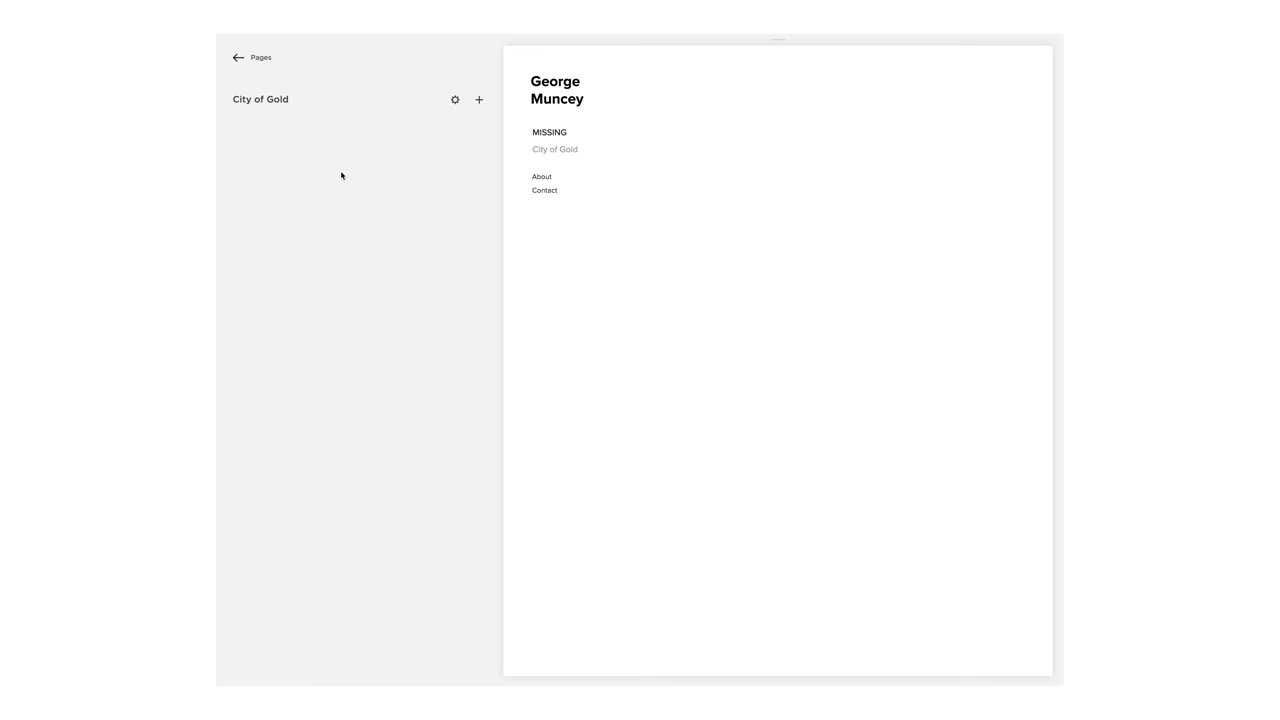 Pages
City of Gold
George
Muncey
MISSING
City of Gold
About
Contact